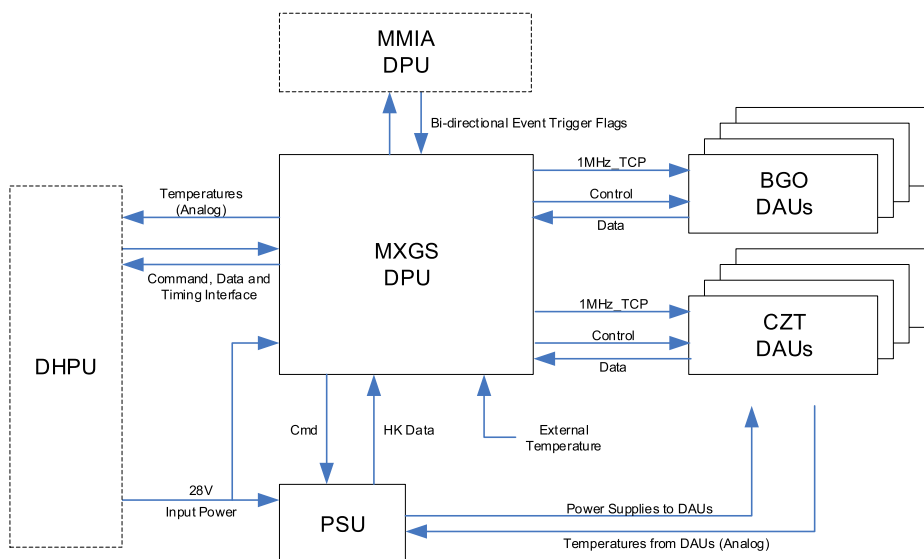 MMIA
DPU
Bi-directional Event Trigger Flags
1MHz_TCP
BGO
DAUs
Control
Data
Temperatures
(Analog)
MXGS
DPU
Command, Data and
Timing Interface
1MHz_TCP
CZT
DAUs
Control
Data
DHPU
Cmd
HK Data
External
Temperature
28V
Input Power
PSU
Power Supplies to DAUs
Temperatures from DAUs (Analog)